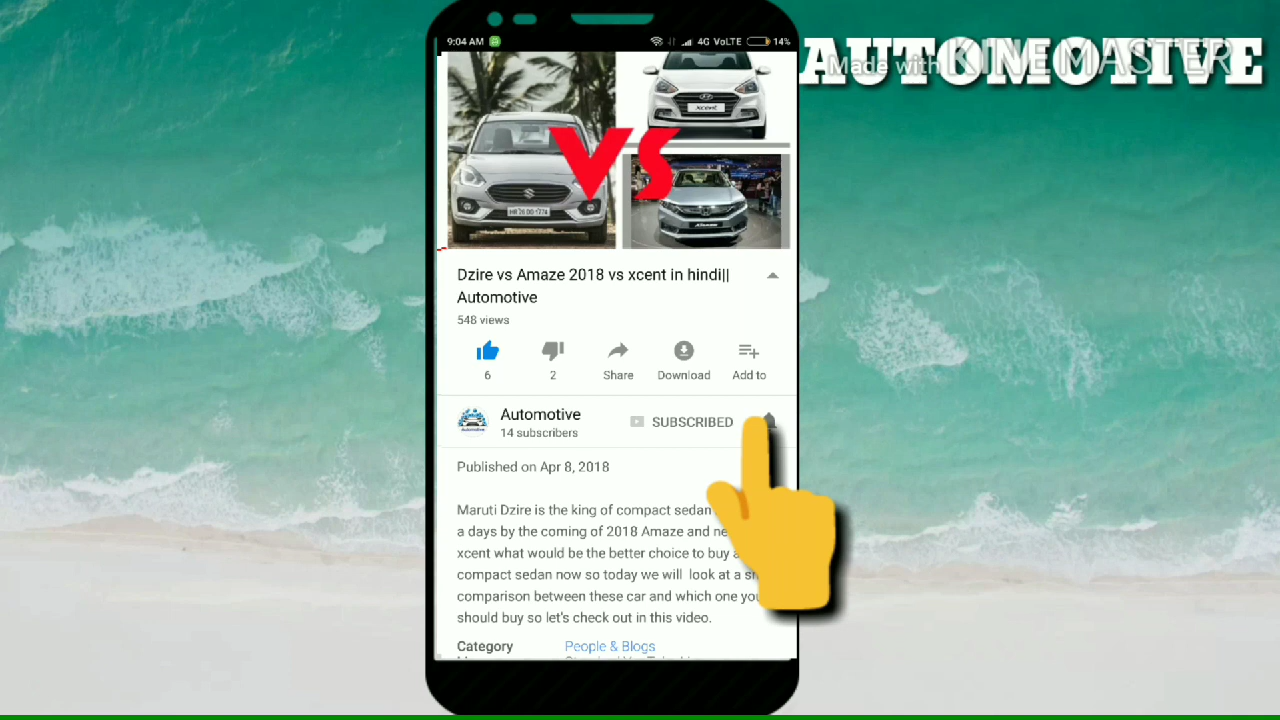 AUTOMOTIVE
Made with KINEMASTER
9:04 AM
4G VoLTE 14%
xcent
VS
HR26DD1774
AMAZE
Dzire vs Amaze 2018 vs xcent in hindi||
Automotive
548 views
6
2
Share
Download
Add to
Automotive
Automotive
14 subscribers
SUBSCRIBED
Published on Apr 8, 2018
Maruti Dzire is the king of compact sedan
a days by the coming of 2018 Amaze and
xcent what would be the better choice to buy
compact sedan now so today we will look at a
comparison between these car and which one you
should buy so let's check out in this video.
Category
People & Blogs